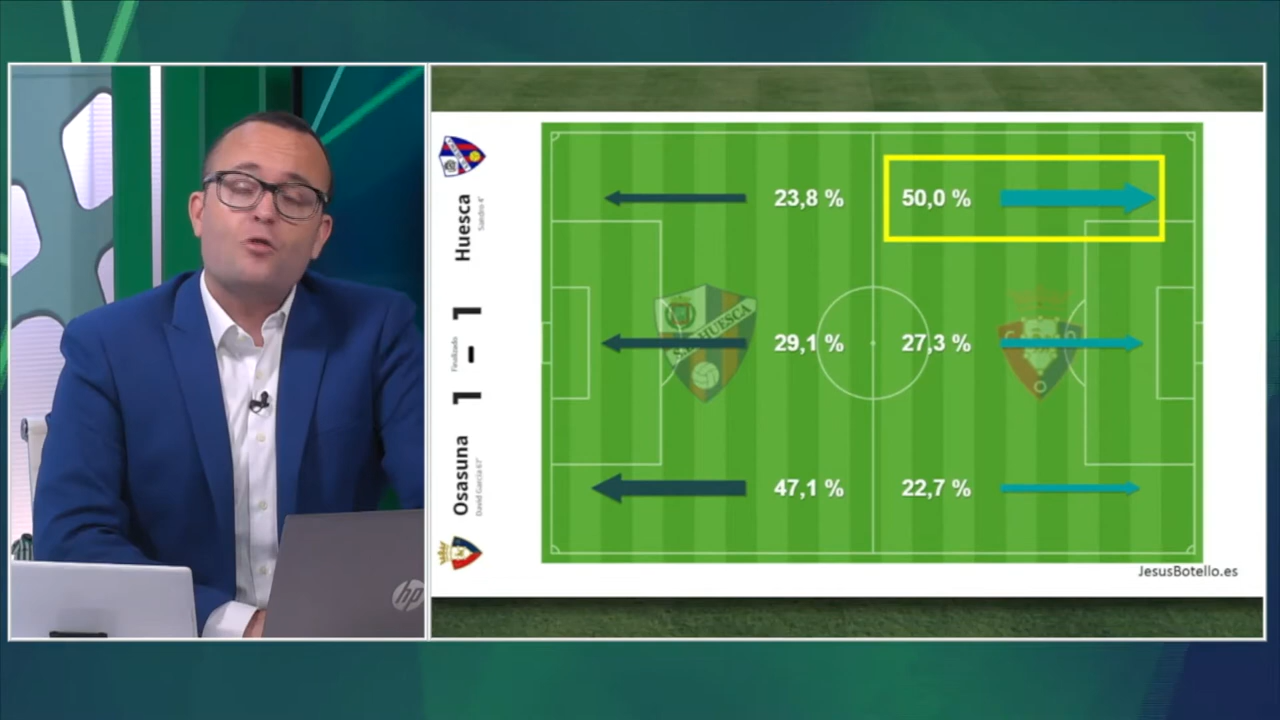 Huesca
Sandro 4'
1
Finalizado
-
1
Osasuna
David García 67'
23,8 %
50,0 %
29,1 %
27,3 %
47,1 %
22,7 %
S.D. HUESCA
JesusBotello.es
hp